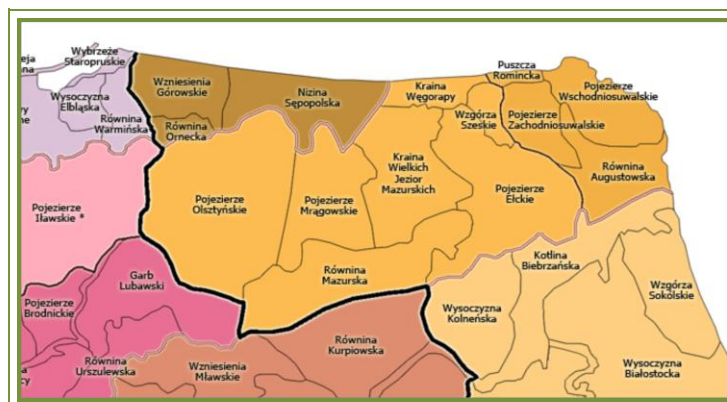 Wybrzeże
Staropruskie
Wysoczyzna
Elbląska
Równina
Warmińska
Wzniesienia
Górowskie
Nizina
Sępopolska
Równina
Ornecka
Kraina
Węgorapy
Puszcza
Romincka
Pojezierze
Wschodniosuwalskie
Wzgórza
Szeskie
Pojezierze
Zachodniosuwalskie
Kraina
Wielkich
Jezior
Mazurskich
Równina
Augustowska
Pojezierze
Iławskie *
Pojezierze
Olsztyńskie
Pojezierze
Mrągowskie
Pojezierze
Ełckie
Równina
Mazurska
Kotlina
Biebrzańska
Garb
Lubawski
Pojezierze
Brodnickie
Wysoczyzna
Kolneńska
Wzgórza
Sokólskie
Równina
Urszulewska
Wzniesienia
Mławskie
Równina
Kurpiowska
Wysoczyzna
Białostocka